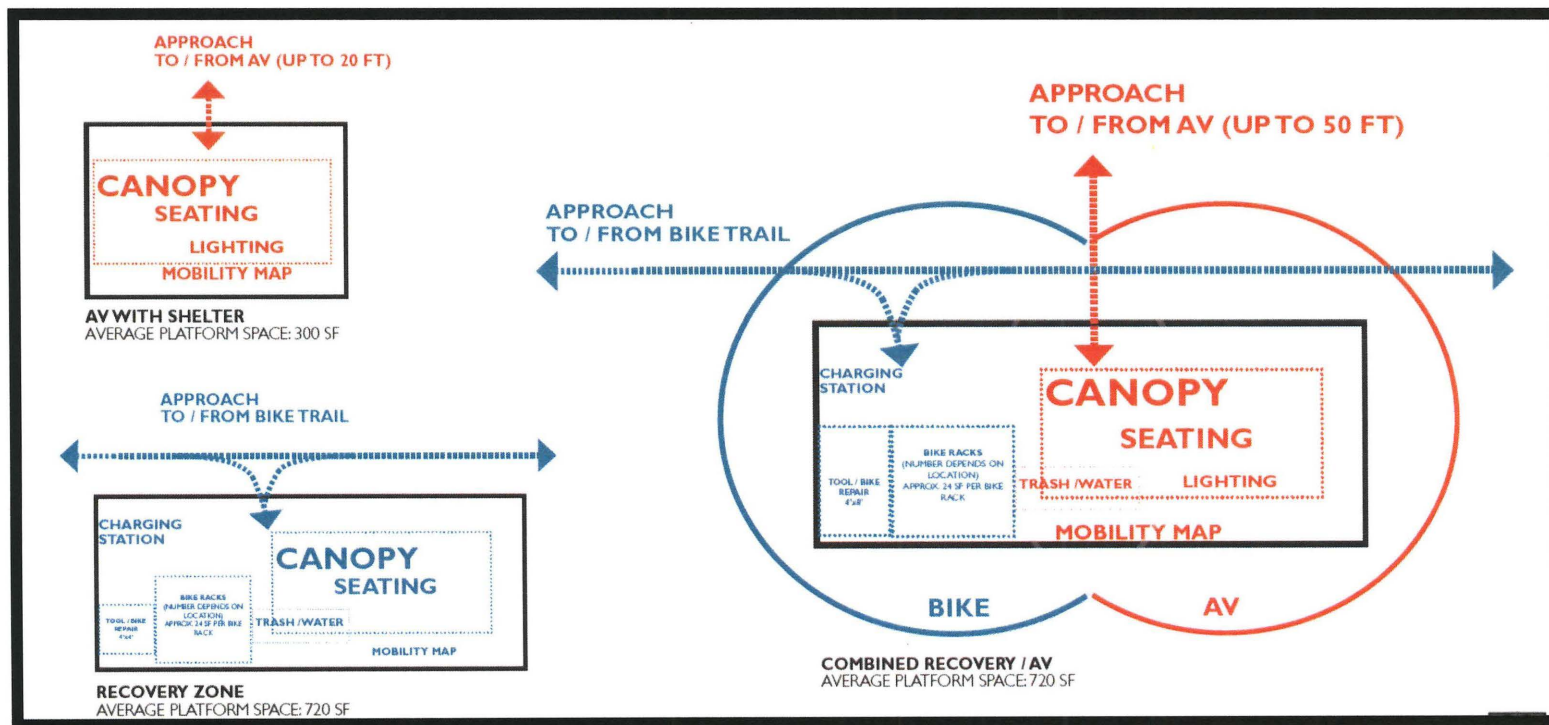 APPROACH
TO / FROM AV (UP TO 20 FT)
CANOPY
SEATING
LIGHTING
MOBILITY MAP
AV WITH SHELTER
AVERAGE PLATFORM SPACE: 300 SF
APPROACH
TO / FROM BIKE TRAIL
CHARGING
STATION
CANOPY
SEATING
BIKE RACKS
(NUMBER DEPENDS ON
LOCATION)
APPROX. 24 SF PER BIKE
RACK
TOOL / BIKE
REPAIR
4'x4'
TRASH /WATER
MOBILITY MAP
RECOVERY ZONE
AVERAGE PLATFORM SPACE: 720 SF
APPROACH
TO / FROM AV (UP TO 50 FT)
APPROACH
TO / FROM BIKE TRAIL
CHARGING
STATION
CANOPY
SEATING
LIGHTING
BIKE RACKS
(NUMBER DEPENDS ON
LOCATION)
APPROX. 24 SF PER BIKE
RACK
TOOL / BIKE
REPAIR
4'x8'
TRASH /WATER
MOBILITY MAP
BIKE
AV
COMBINED RECOVERY / AV
AVERAGE PLATFORM SPACE: 720 SF